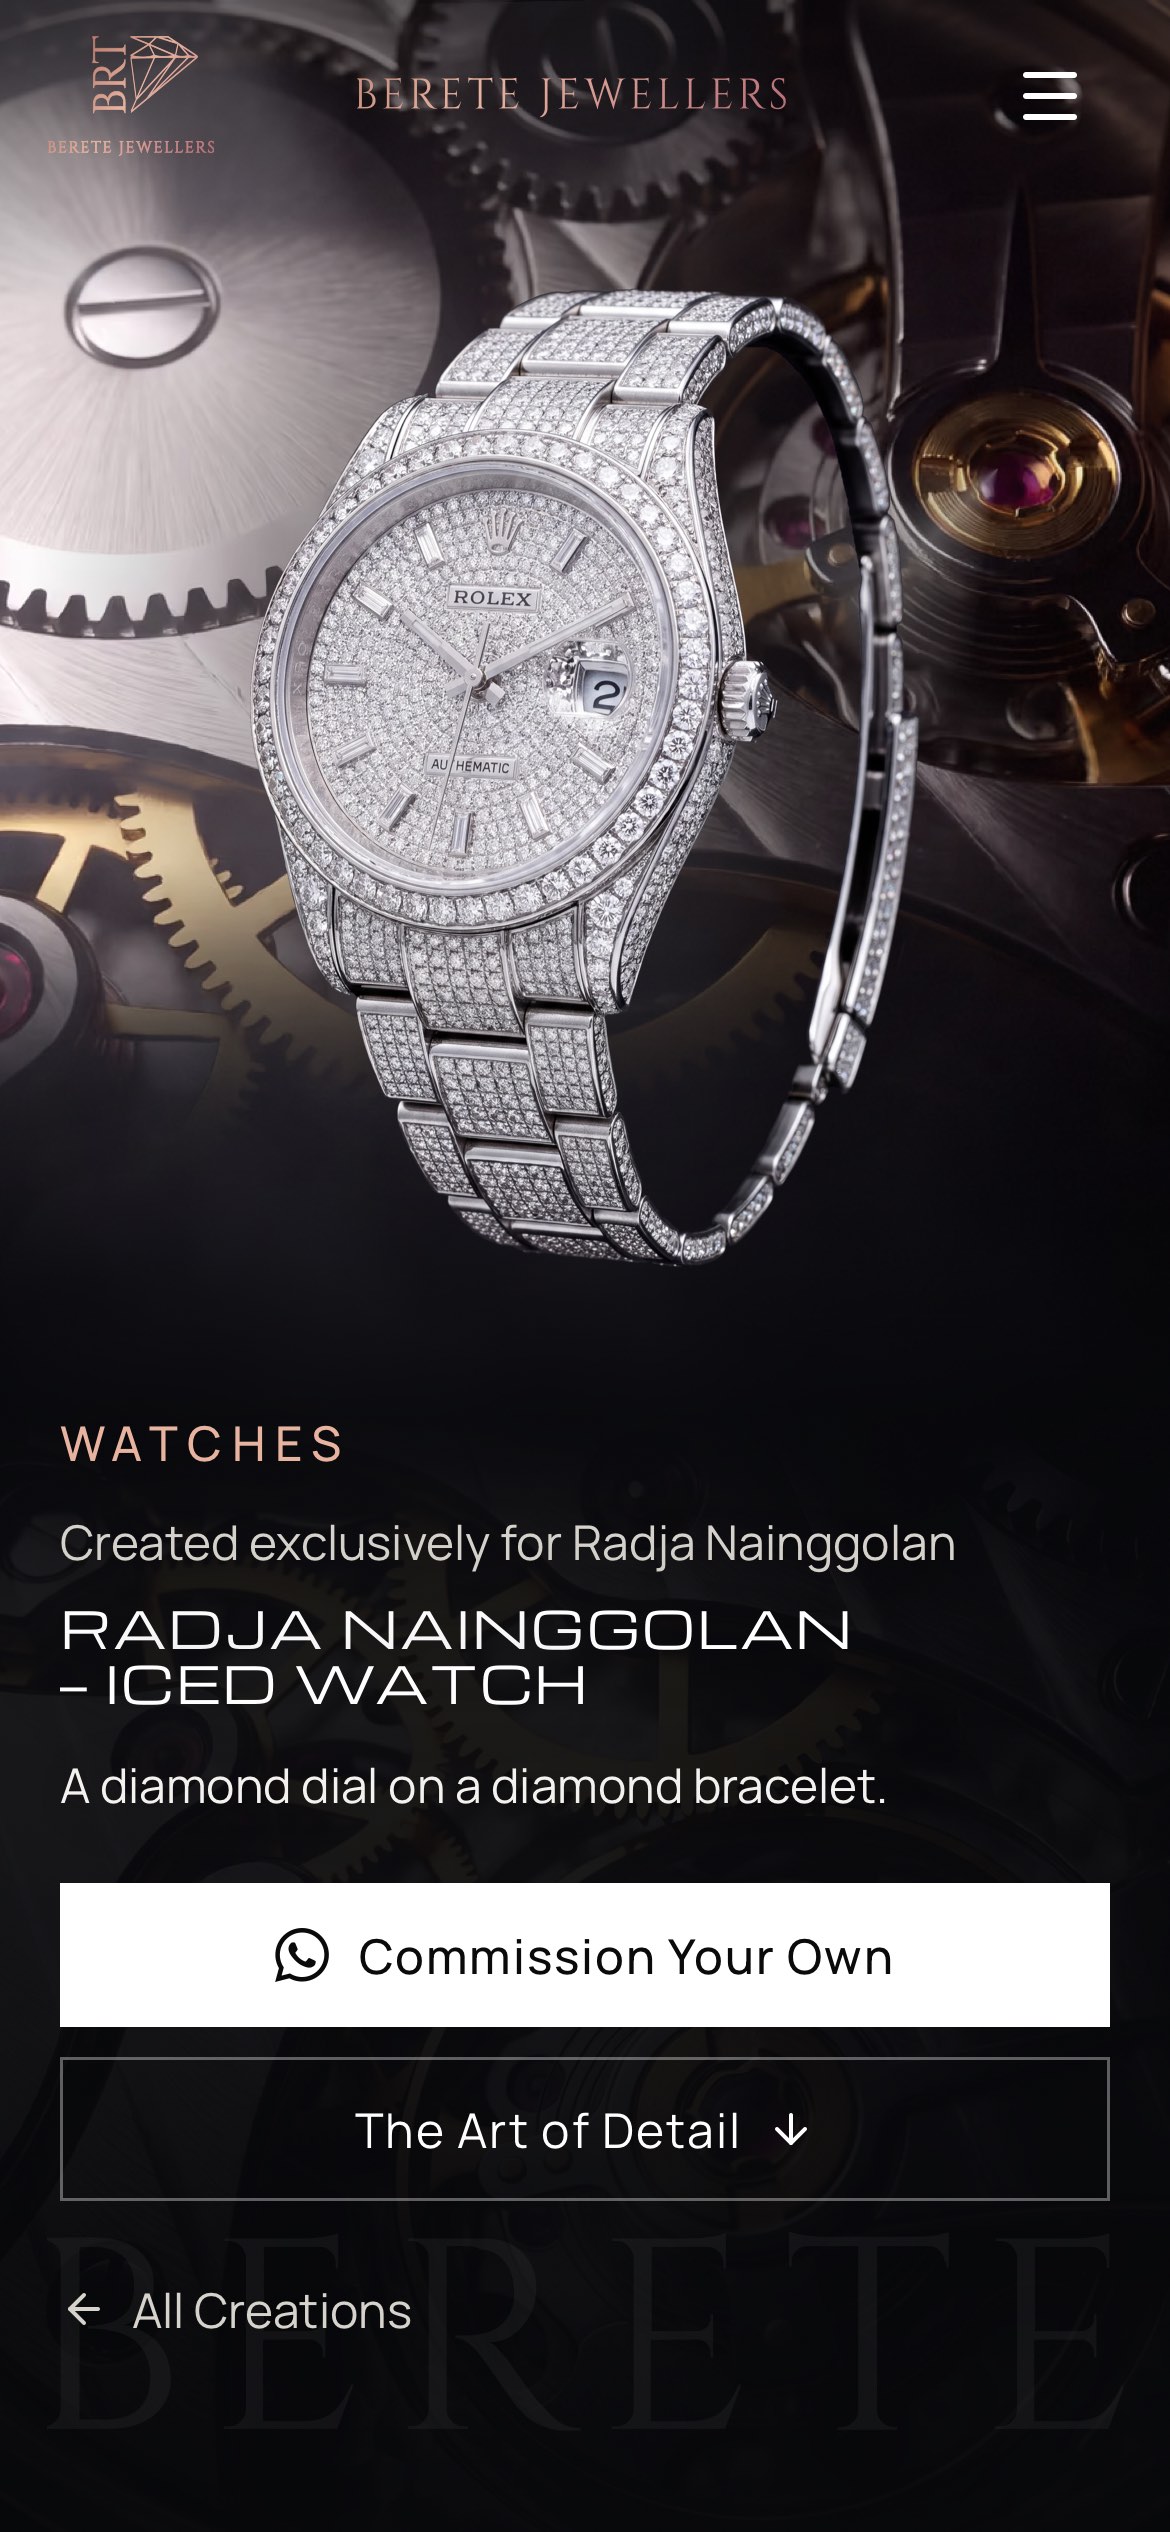 BRT
BERETE JEWELLERS
BERETE JEWELLERS
ROLEX
2
AUTHEMATIC
WATCHES
Created exclusively for Radja Nainggolan
RADJA NAINGGOLAN
– ICED WATCH
A diamond dial on a diamond bracelet.
Commission Your Own
The Art of Detail ↓
← All Creations
BERETE